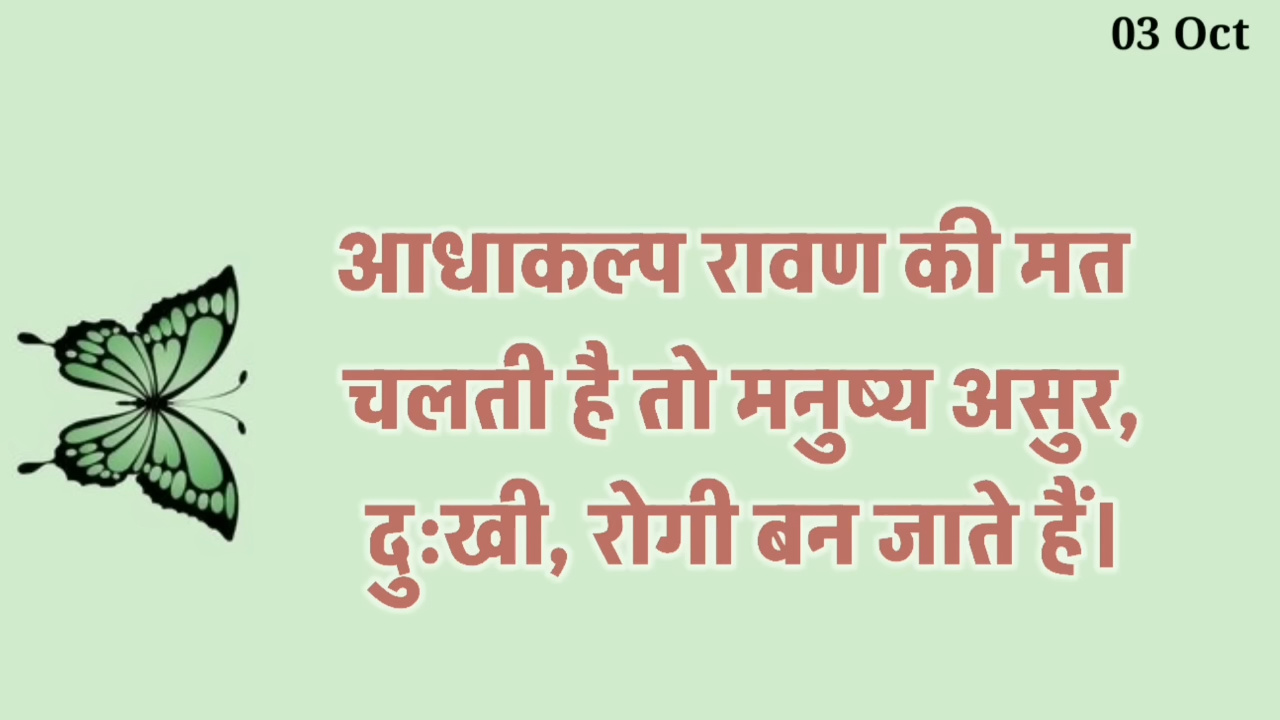 03 Oct
आधाकल्प रावण की मत
चलती है तो मनुष्य असुर,
दुःखी, रोगी बन जाते हैं।